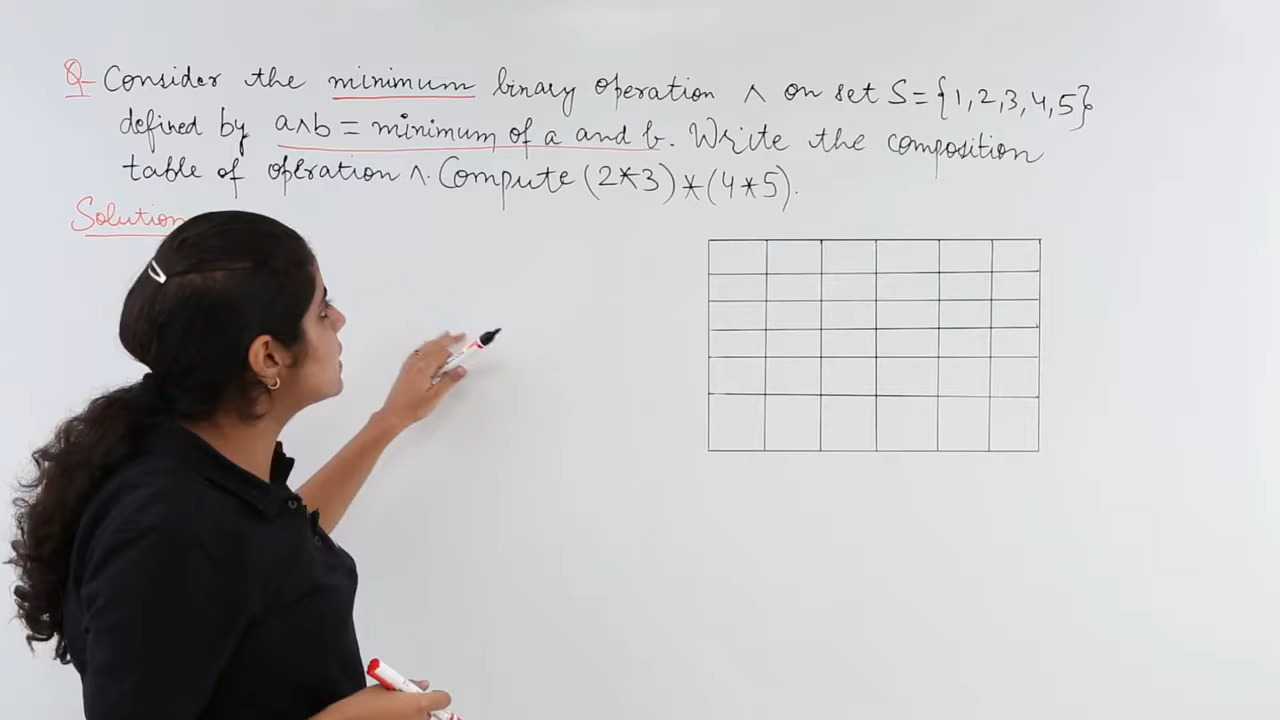 Q- Consider the minimum binary operation ∧ on set S = {1,2,3,4,5}
defined by a∧b = minimum of a and b. Write the composition
table of operation ∧. Compute (2*3)*(4*5).
Solution